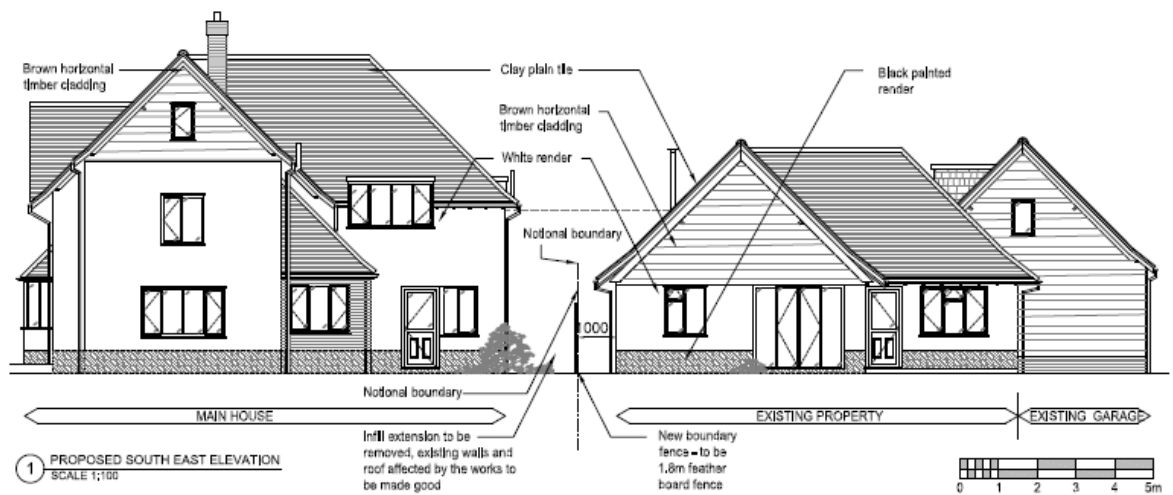 Brown horizontal
timber cladding
Clay plain tile
Brown horizontal
timber cladding
White render
Black painted
render
Notional boundary
1000
Notional boundary
MAIN HOUSE
EXISTING PROPERTY
EXISTING GARAGE
Infill extension to be
removed, existing walls and
roof affected by the works to
be made good
New boundary
fence - to be
1.8m feather
board fence
1 PROPOSED SOUTH EAST ELEVATION
SCALE 1:100
0 1 2 3 4 5m